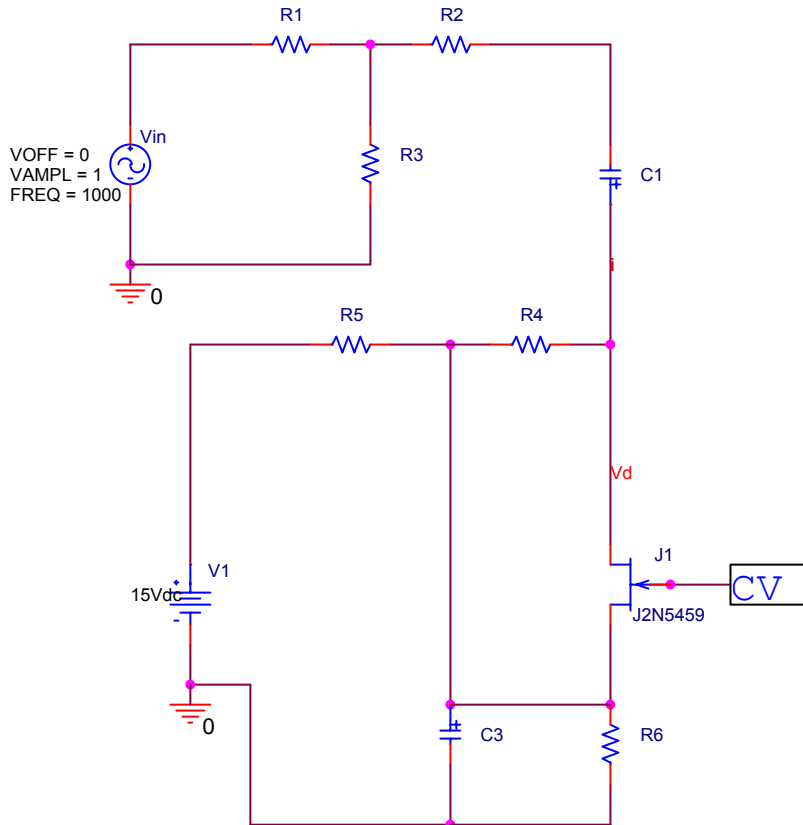 R1
R2
Vin
VOFF = 0
VAMPL = 1
FREQ = 1000
R3
C1
0
i
R5
R4
Vd
V1
15Vdc
J1
CV
J2N5459
0
C3
R6